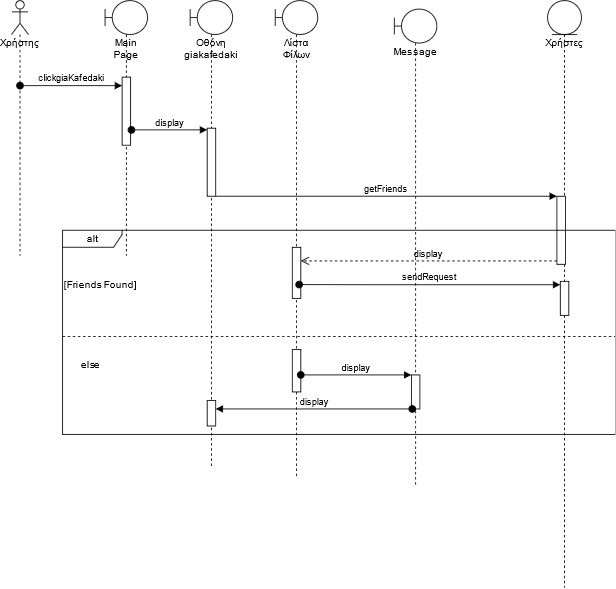 Χρήστης
Main
Page
Οθόνη
giakafedaki
Λίστα
Φίλων
Message
Χρήστες
clickgiaKafedaki
display
getFriends
alt
display
sendRequest
[Friends Found]
else
display
display